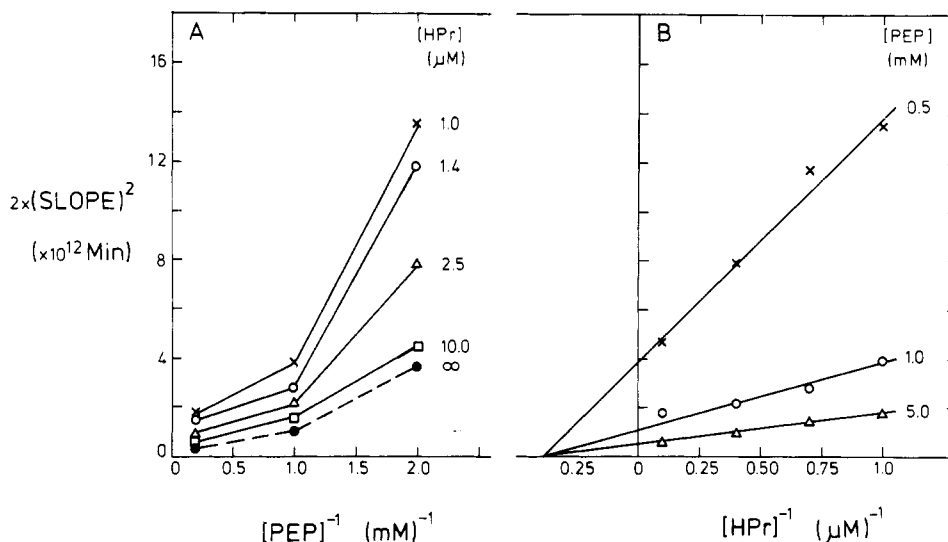 A
[HPr]
(μM)
16
12
8
4
0
2x(SLOPE)²
(x10¹² Min)
1.0
1.4
2.5
10.0
∞
0 0.5 1.0 1.5 2.0
[PEP]⁻¹ (mM)⁻¹
B
[PEP]
(mM)
0.5
1.0
5.0
0.25 0 0.25 0.50 0.75 1.0
[HPr]⁻¹ (μM)⁻¹